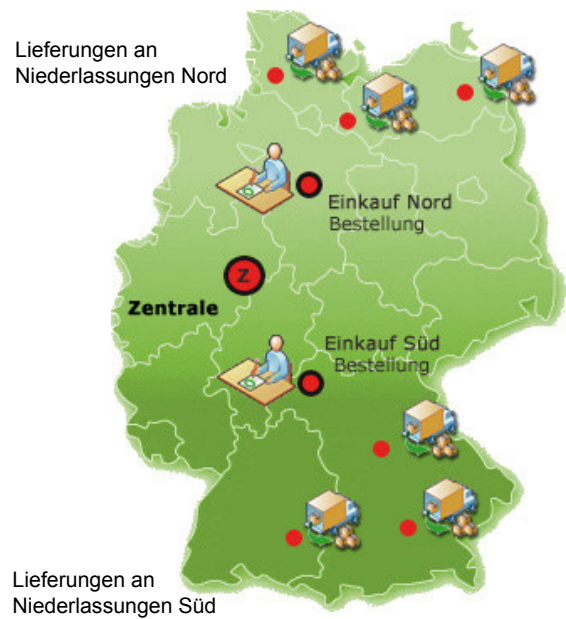 Lieferungen an
Niederlassungen Nord
Einkauf Nord
Bestellung
Z
Zentrale
Einkauf Süd
Bestellung
Lieferungen an
Niederlassungen Süd